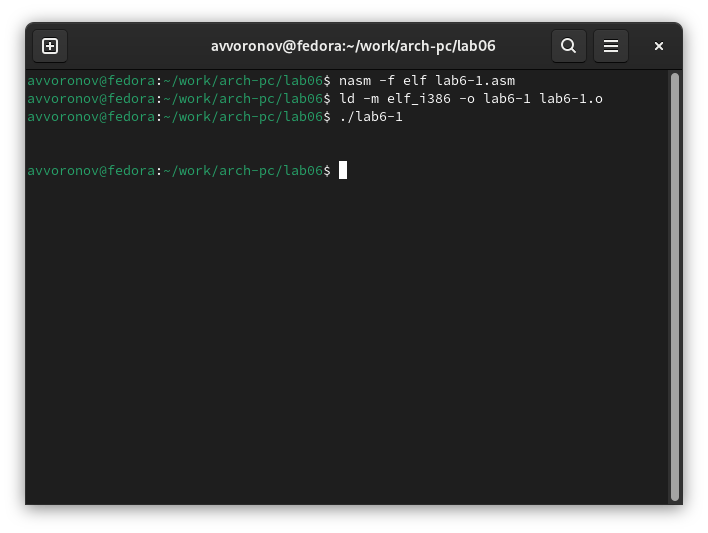 avvoronov@fedora:~/work/arch-pc/lab06
avvoronov@fedora:~/work/arch-pc/lab06$ nasm -f elf lab6-1.asm
avvoronov@fedora:~/work/arch-pc/lab06$ ld -m elf_i386 -o lab6-1 lab6-1.o
avvoronov@fedora:~/work/arch-pc/lab06$ ./lab6-1
avvoronov@fedora:~/work/arch-pc/lab06$